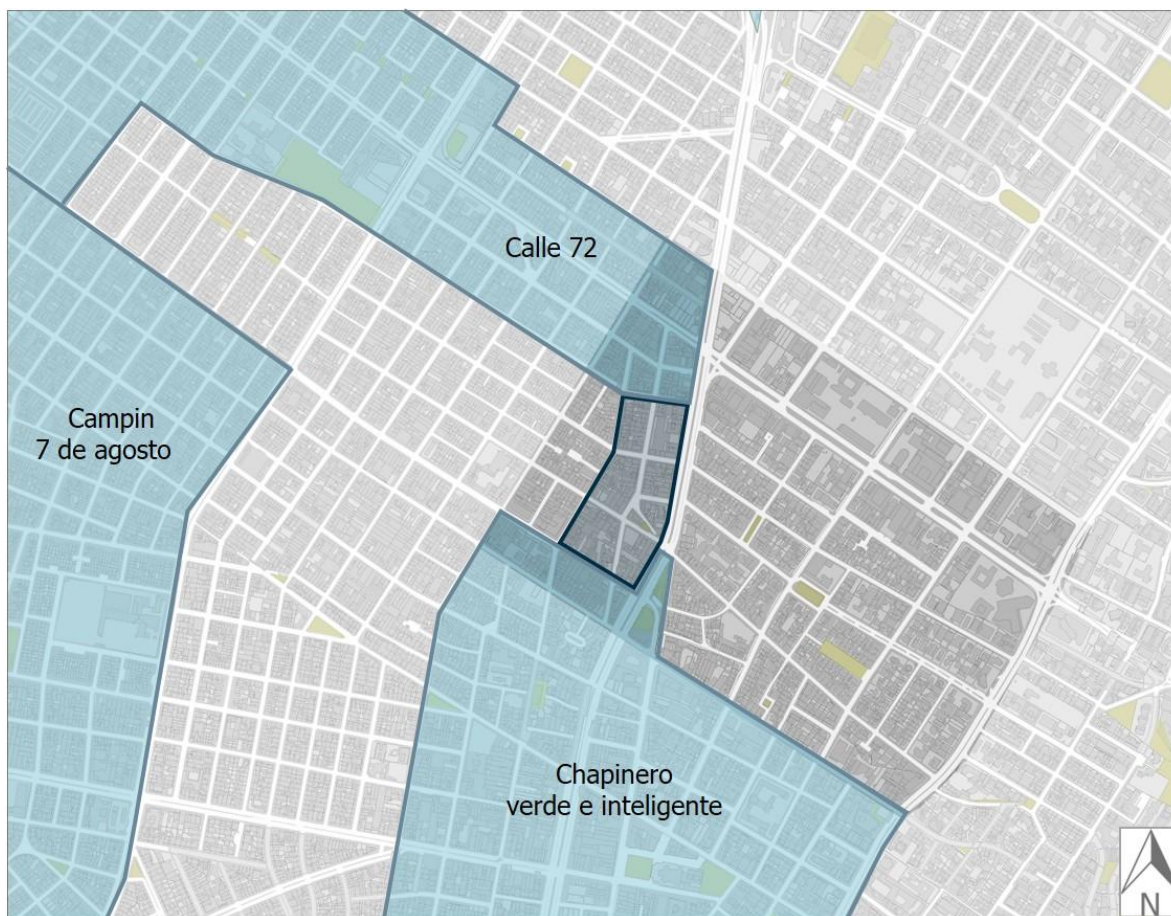 Calle 72
Campin
7 de agosto
Chapinero
verde e inteligente
N